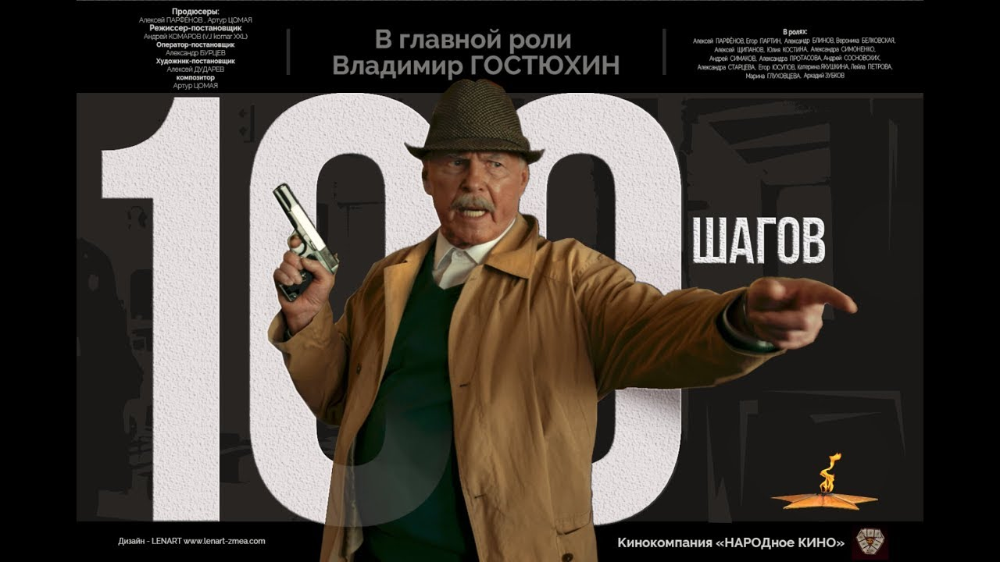 Продюсеры:
Алексей ПАРФЁНОВ , Артур ЦОМАЯ
Режиссер-постановщик
Андрей КОМАРОВ (VJ komar XXL)
Оператор-постановщик
Александр БУРЦЕВ
Художник-постановщик
Алексей ДУДАРЕВ
композитор
Артур ЦОМАЯ
В главной роли
Владимир ГОСТЮХИН
В ролях:
Алексей ПАРФЁНОВ, Егор ПАРТИН, Александр БЛИНОВ, Вероника БЕЛКОВСКАЯ,
Алексей ЩИПАНОВ, Юлия КОСТИНА, Александра СИМОНЕНКО,
Андрей СИМАКОВ, Александра ПРОТАСОВА, Андрей СОСНОВСКИХ,
Александра СТАРЦЕВА, Егор ЮСУПОВ, Катерина ЯКУШКИНА, Лейла ПЕТРОВА,
Марина ГЛУХОВЦЕВА, Аркадий ЗУБКОВ
100
ШАГОВ
Дизайн - LENART www.lenart-zmea.com
Кинокомпания «НАРОДное КИНО»